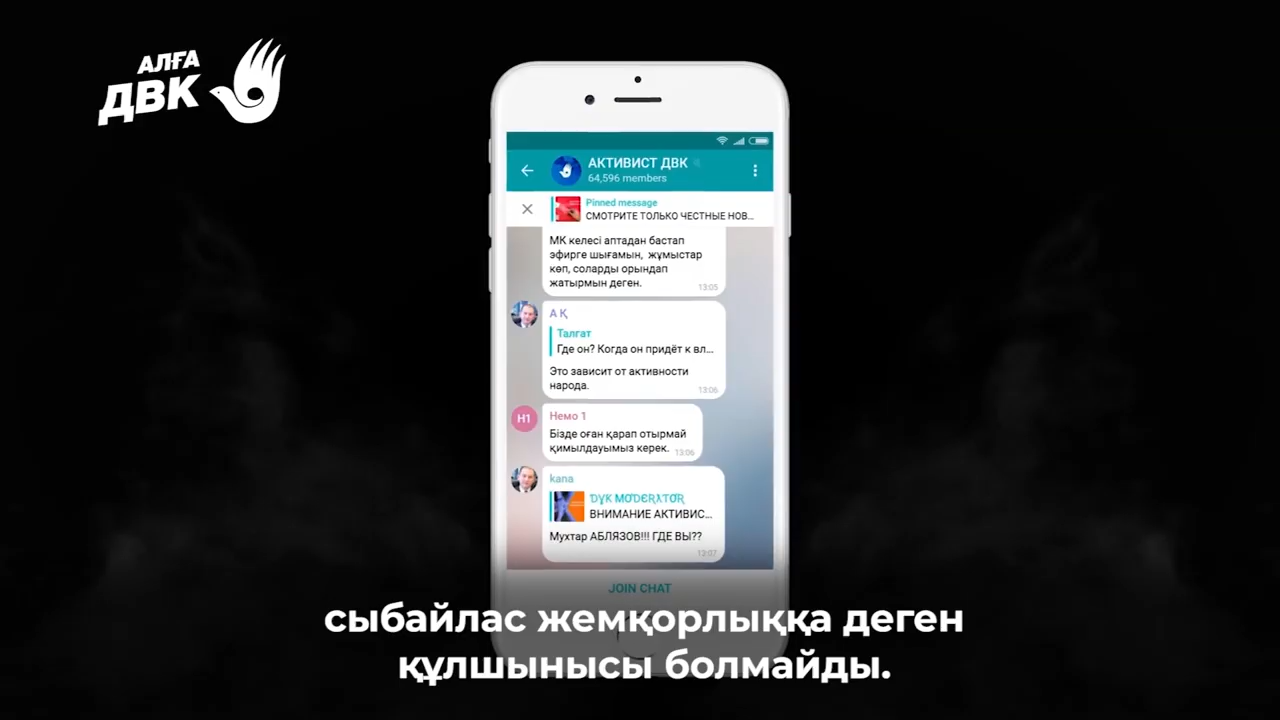 АЛҒА
ДВК
АКТИВИСТ ДВК
64,596 members
Pinned message
СМОТРИТЕ ТОЛЬКО ЧЕСТНЫЕ НОВ...
МК келесі аптадан бастап
эфирге шығамын, жұмыстар
көп, соларды орындап
жатырмын деген.
13:05
А Қ
Талгат
Где он? Когда он придёт к вл...
Это зависит от активности
народа.
13:06
Н1
Немо 1
Бізде оған қарап отырмай
қимылдауымыз керек.
13:06
kana
ƊƔƘ MƠƊЄƦƛƬƠƦ
ВНИМАНИЕ АКТИВИС...
Мухтар АБЛЯЗОВ!!! ГДЕ ВЫ??
13:07
JOIN CHAT
сыбайлас жемқорлыққа деген
құлшынысы болмайды.